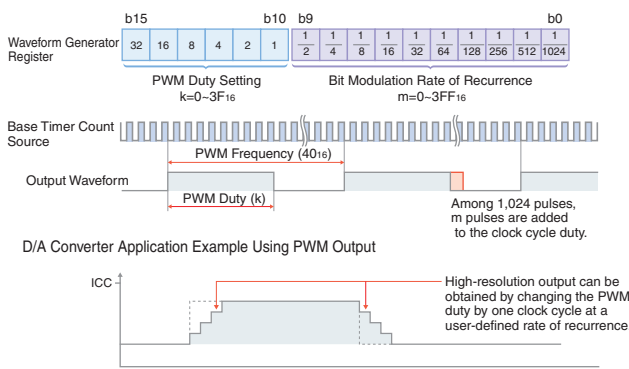 b15 b10 b9 b0
Waveform Generator
Register
32 16 8 4 2 1 1/2 1/4 1/8 1/16 1/32 1/64 1/128 1/256 1/512 1/1024
PWM Duty Setting
k=0~3F16
Bit Modulation Rate of Recurrence
m=0~3FF16
Base Timer Count
Source
PWM Frequency (4016)
Output Waveform
PWM Duty (k)
Among 1,024 pulses,
m pulses are added
to the clock cycle duty.
D/A Converter Application Example Using PWM Output
ICC
High-resolution output can be
obtained by changing the PWM
duty by one clock cycle at a
user-defined rate of recurrence